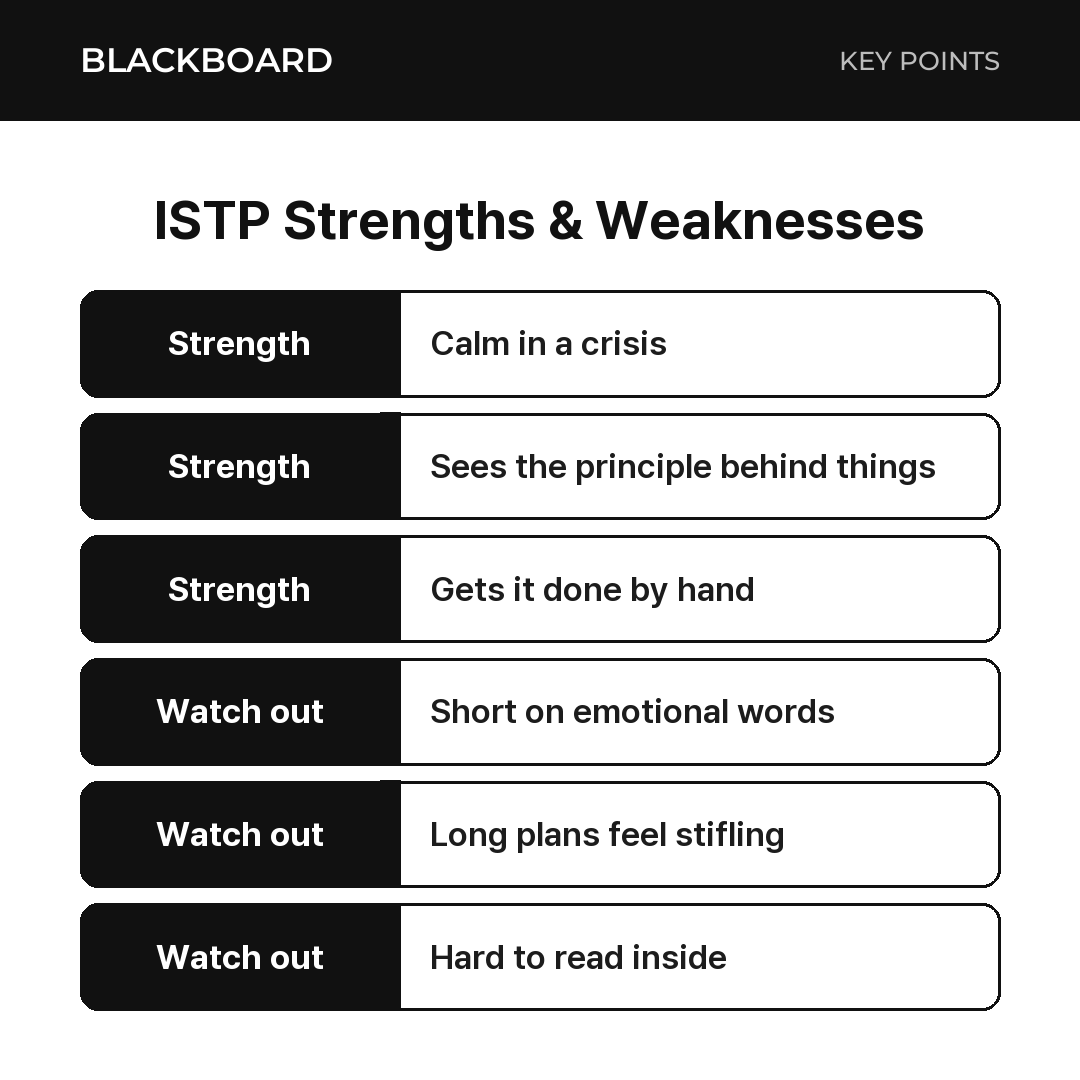 BLACKBOARD
KEY POINTS
ISTP Strengths & Weaknesses
Strength
Calm in a crisis
Strength
Sees the principle behind things
Strength
Gets it done by hand
Watch out
Short on emotional words
Watch out
Long plans feel stifling
Watch out
Hard to read inside